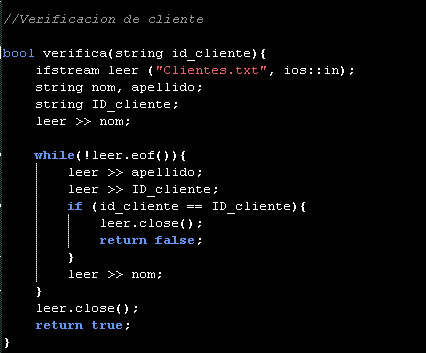 //Verificacion de cliente
bool verifica(string id_cliente){
ifstream leer ("Clientes.txt", ios::in);
string nom, apellido;
string ID_cliente;
leer >> nom;
while(!leer.eof()){
leer >> apellido;
leer >> ID_cliente;
if (id_cliente == ID_cliente){
leer.close();
return false;
}
leer >> nom;
}
leer.close();
return true;
}